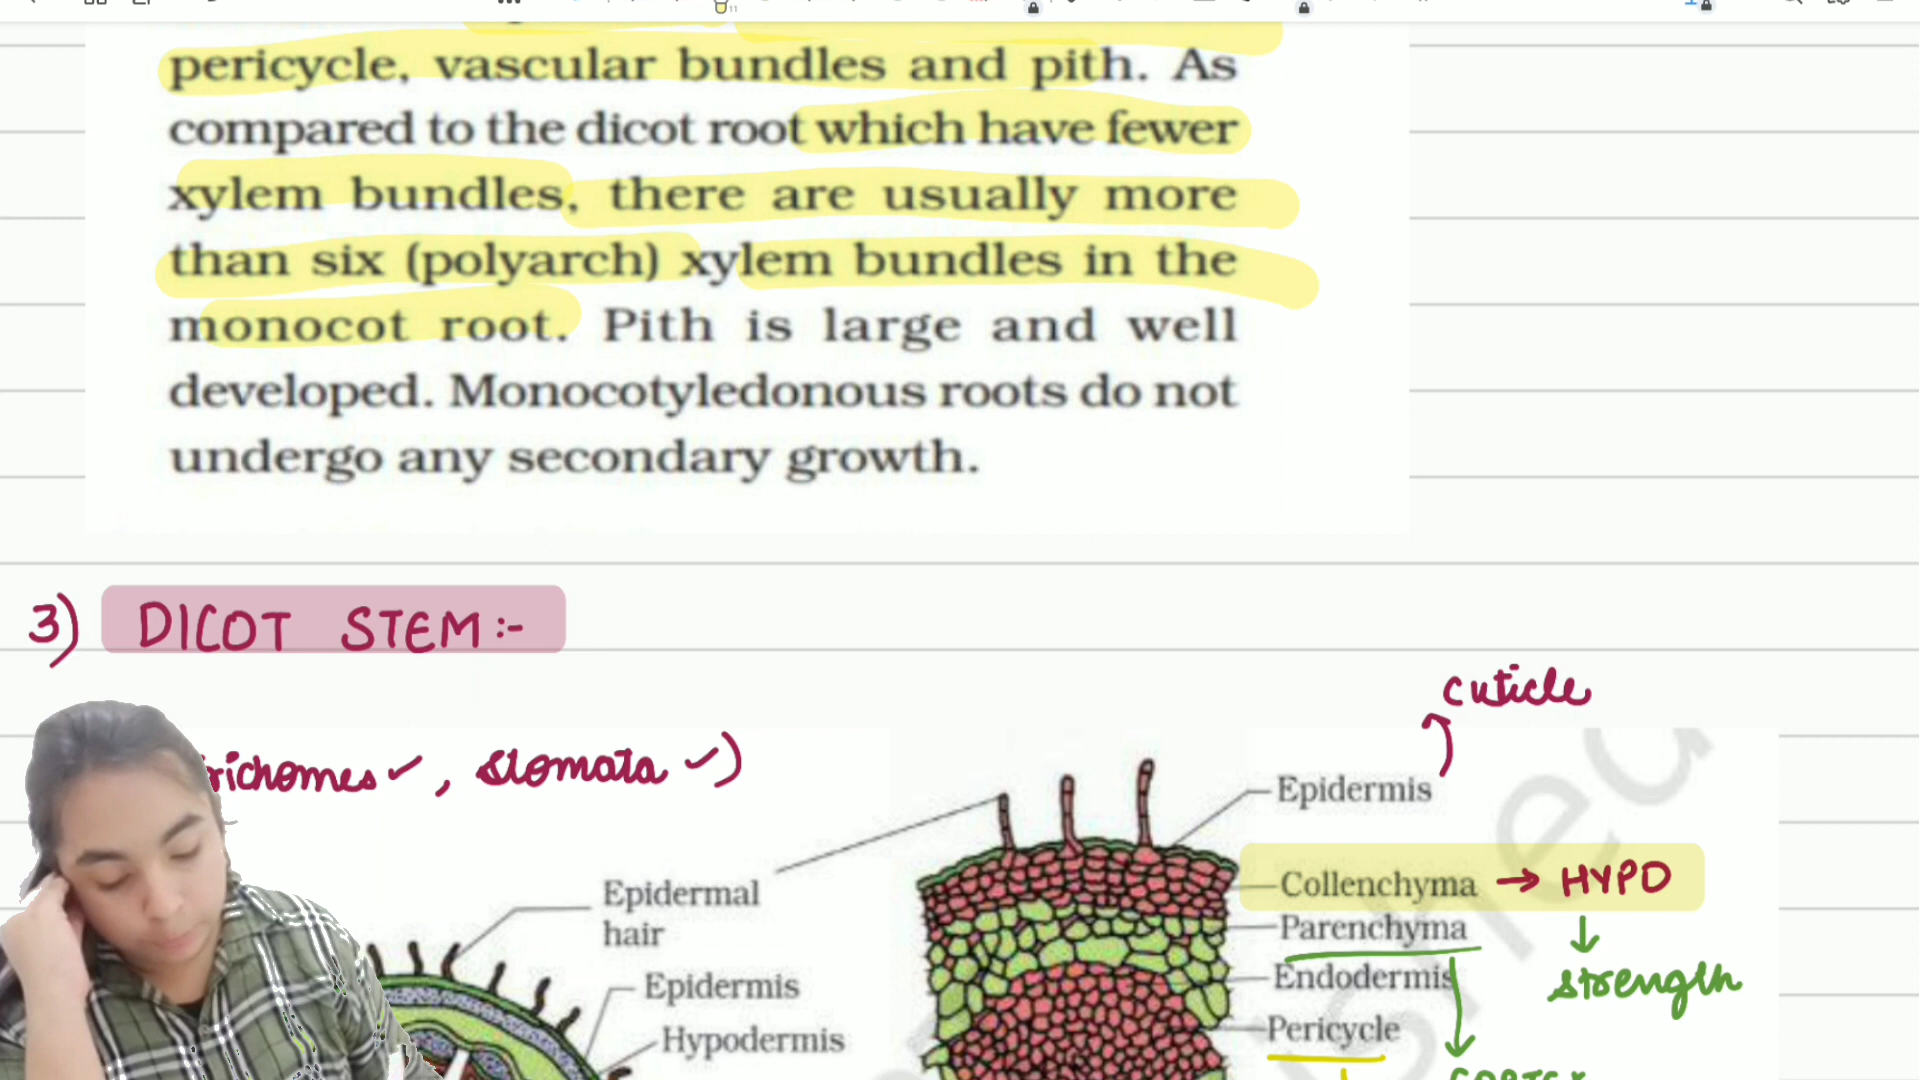 pericycle, vascular bundles and pith. As
compared to the dicot root which have fewer
xylem bundles, there are usually more
than six (polyarch) xylem bundles in the
monocot root. Pith is large and well
developed. Monocotyledonous roots do not
undergo any secondary growth.
3) DICOT STEM:-
cuticle
richomes ✓, stomata ✓)
Epidermis
Collenchyma → HYPO
Parenchyma
strength
Endodermis
Pericycle
Epidermal
hair
Epidermis
Hypodermis
CORTEX